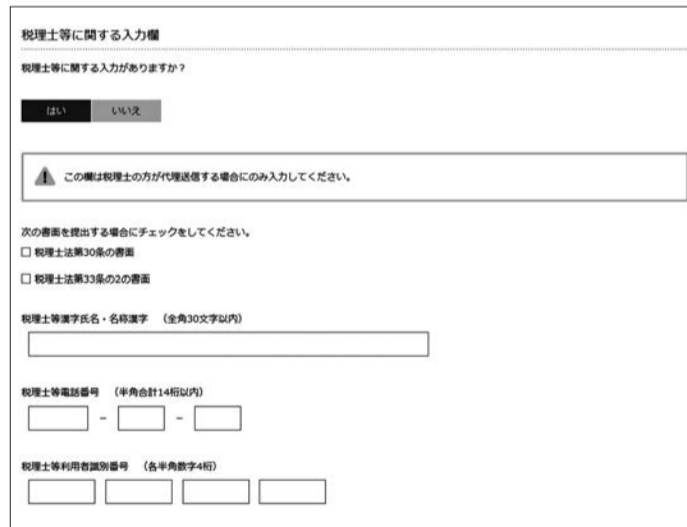 税理士等に関する入力欄
税理士等に関する入力がありますか？
はい いいえ
この欄は税理士の方が代理送信する場合にのみ入力してください。
次の書面を提出する場合にチェックをしてください。
□ 税理士法第30条の書面
□ 税理士法第33条の2の書面
税理士等漢字氏名・名称漢字 （全角30文字以内）
税理士等電話番号 （半角合計14桁以内）
− −
税理士等利用者識別番号 （各半角数字4桁）